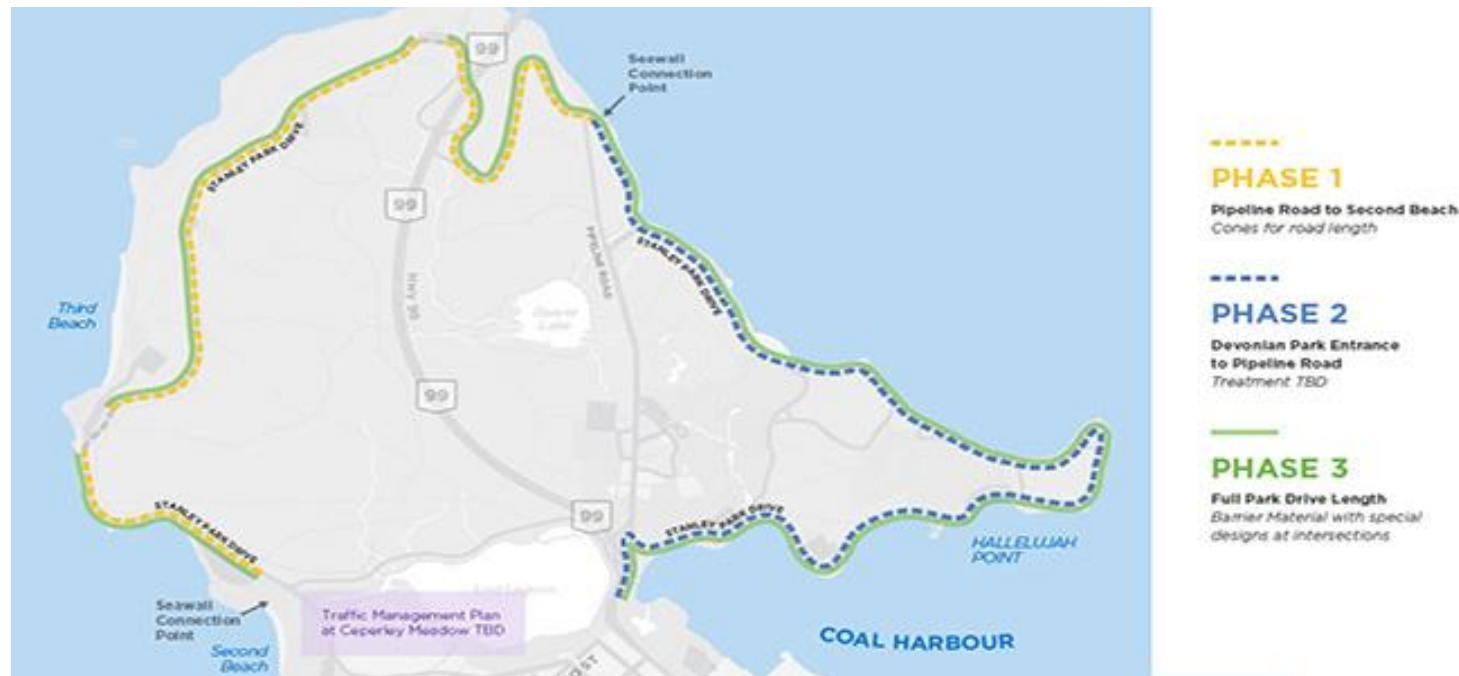 99
Seawall
Connection
Point
STANLEY PARK DRIVE
99
PIPELINE ROAD
STANLEY PARK DRIVE
HWY 99
Third
Beach
Beaver
Lake
99
STANLEY PARK DRIVE
99
STANLEY PARK DRIVE
HALLELUJAH
POINT
Seawall
Connection
Point
Traffic Management Plan
at Ceperley Meadow TBD
Second
Beach
COAL HARBOUR
ST
PHASE 1
Pipeline Road to Second Beach
Cones for road length
PHASE 2
Devonian Park Entrance
to Pipeline Road
Treatment TBD
PHASE 3
Full Park Drive Length
Barrier Material with special
designs at intersections